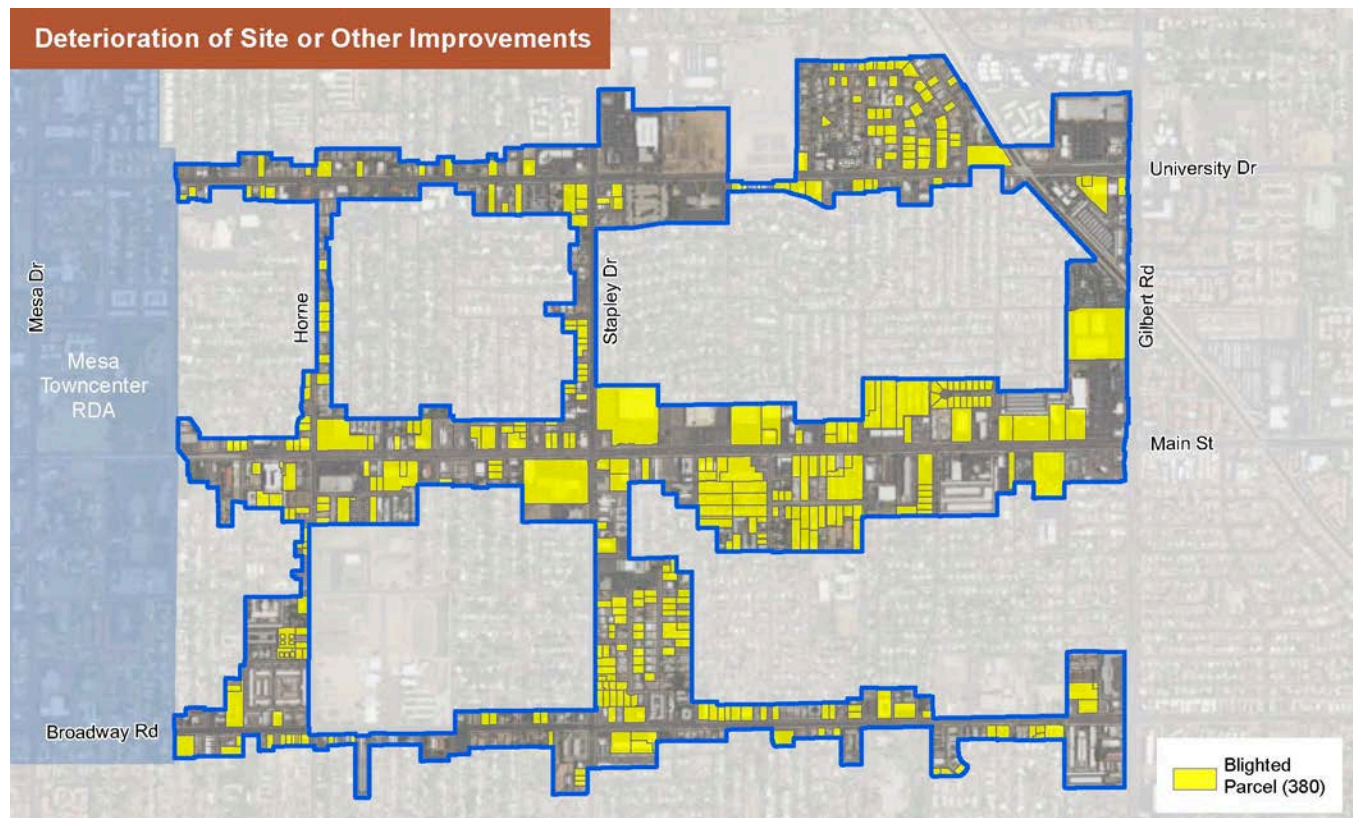 Deterioration of Site or Other Improvements
University Dr
Mesa Dr
Horne
Stapley Dr
Gilbert Rd
Mesa
Towncenter
RDA
Main St
Broadway Rd
Blighted
Parcel (380)